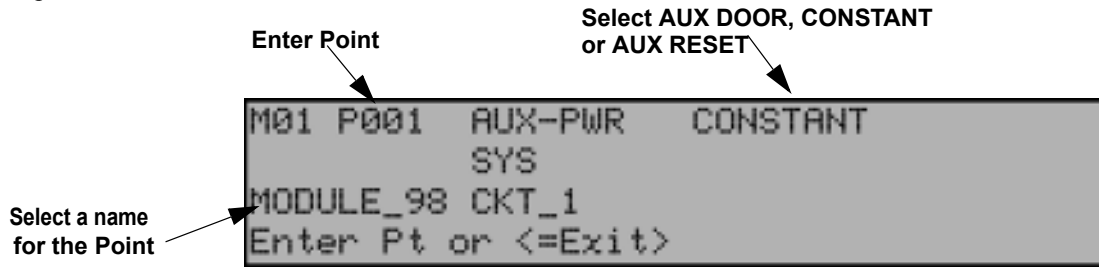 Select AUX DOOR, CONSTANT
or AUX RESET
Enter Point
M01 P001 AUX-PWR CONSTANT
SYS
MODULE_98 CKT_1
Enter Pt or <=Exit>
Select a name
for the Point